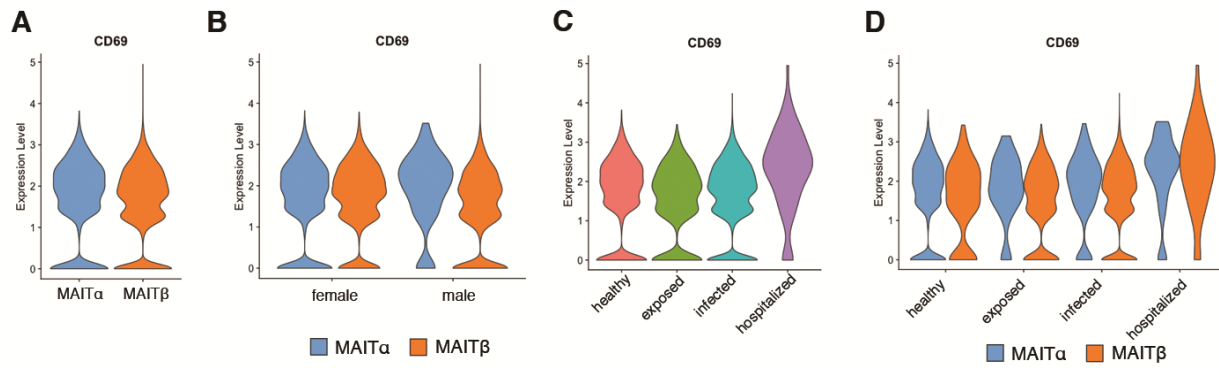 A
CD69
Expression Level
5
4
3
2
1
0
MAITα
MAITβ
B
CD69
Expression Level
5
4
3
2
1
0
female
male
MAITα
MAITβ
C
CD69
Expression Level
5
4
3
2
1
0
healthy
exposed
infected
hospitalized
D
CD69
Expression Level
5
4
3
2
1
0
healthy
exposed
infected
hospitalized
MAITα
MAITβ